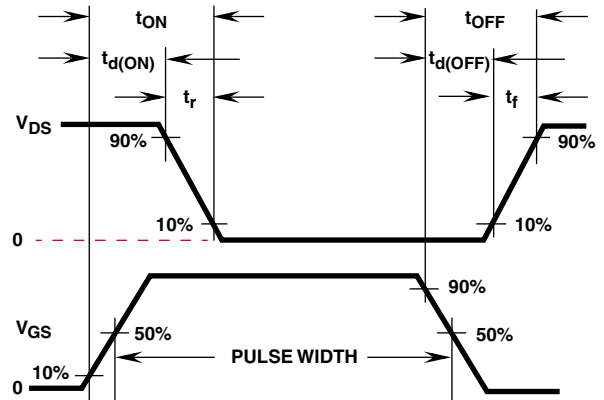 tON tOFF
td(ON) td(OFF)
tr tf
VDS
90% 90%
10% 10%
0
90%
VGS 50% 50%
PULSE WIDTH
10%
0